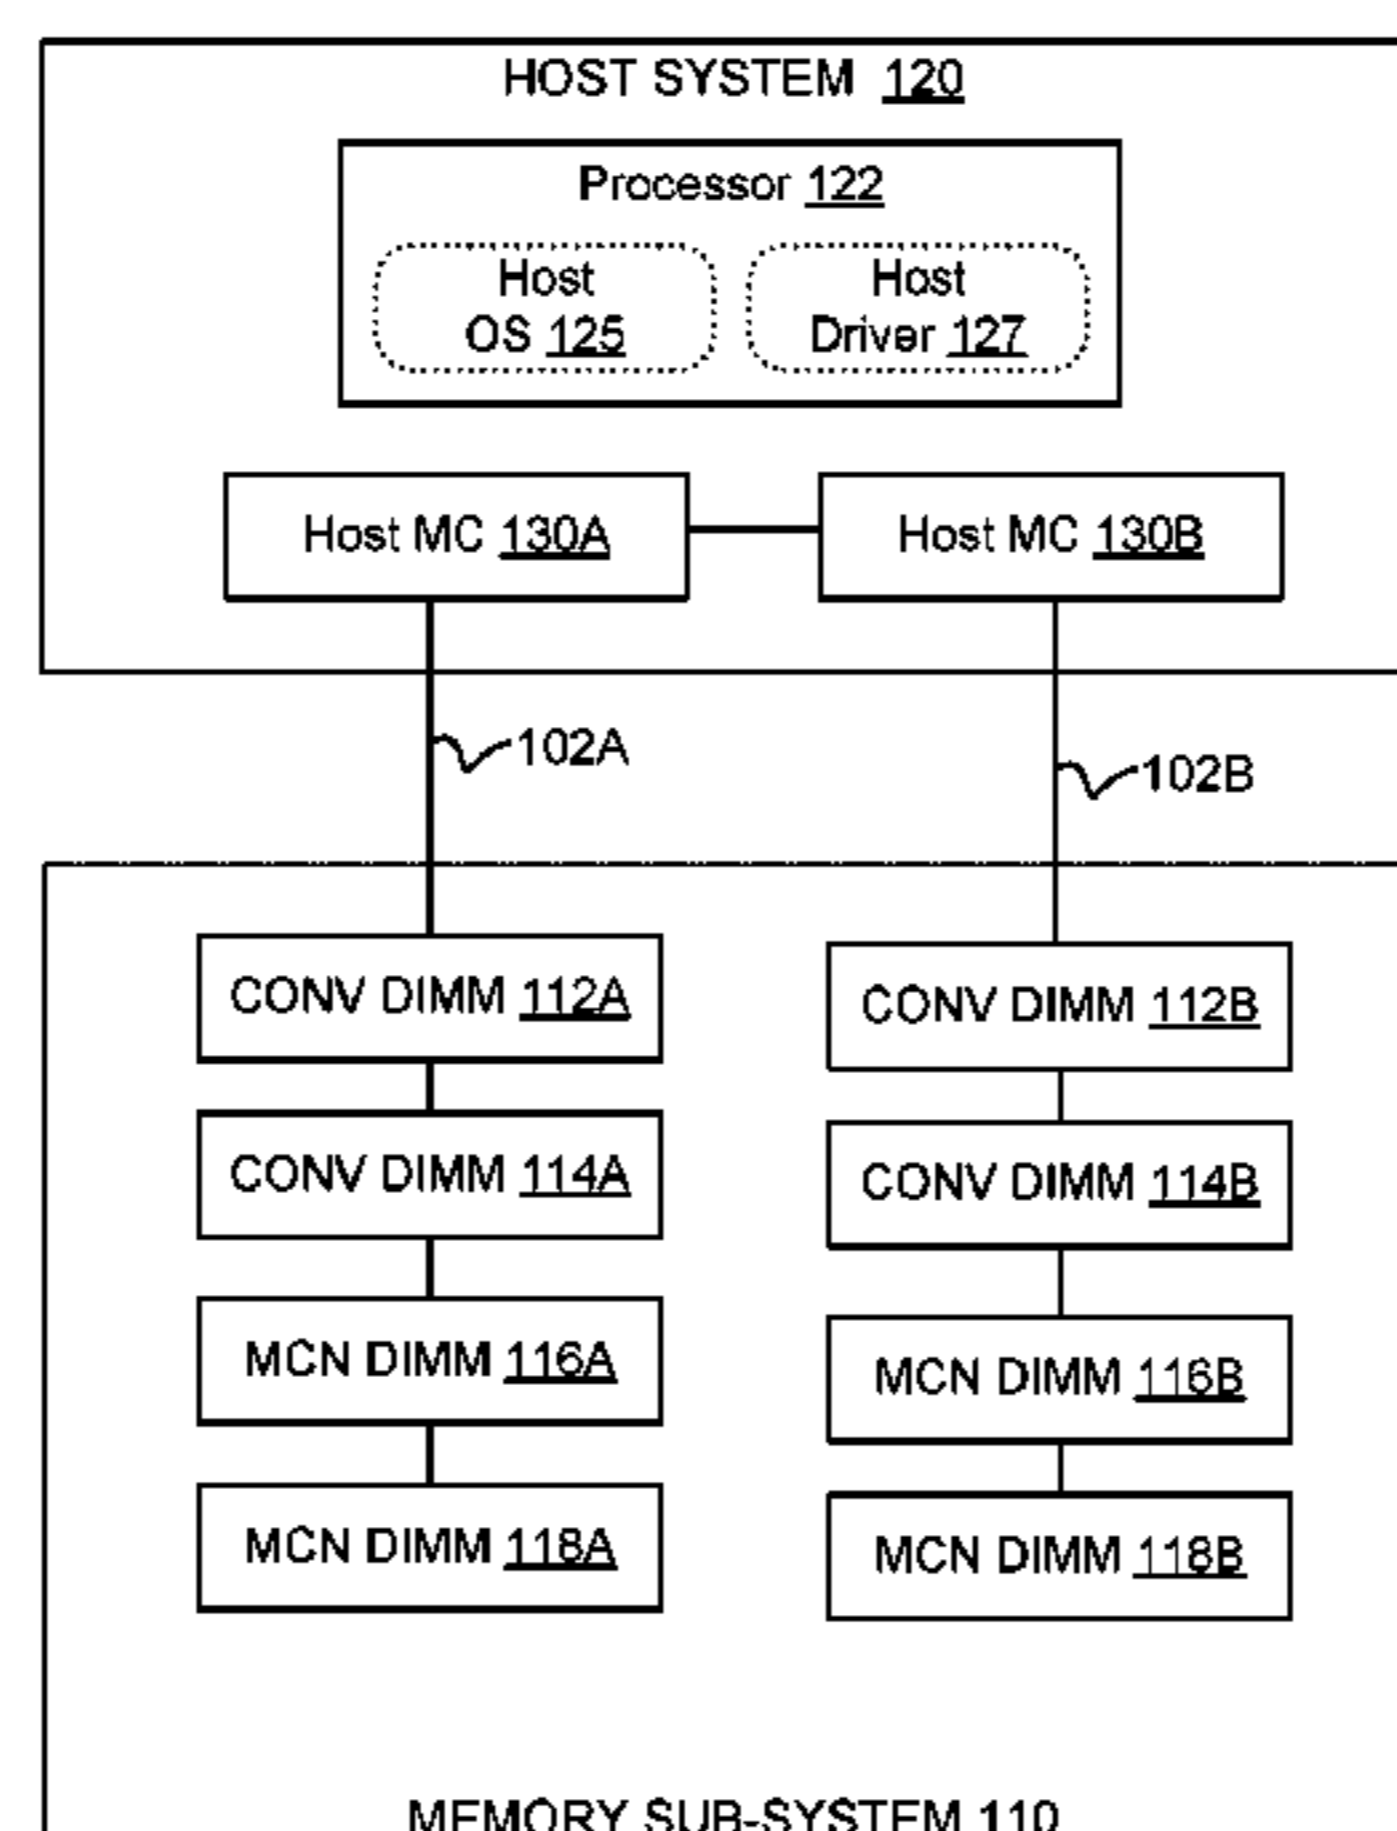 HOST SYSTEM 120
Processor 122
Host
OS 125
Host
Driver 127
Host MC 130A
Host MC 130B
102A
102B
CONV DIMM 112A
CONV DIMM 114A
MCN DIMM 116A
MCN DIMM 118A
CONV DIMM 112B
CONV DIMM 114B
MCN DIMM 116B
MCN DIMM 118B
MEMORY SUB-SYSTEM 110